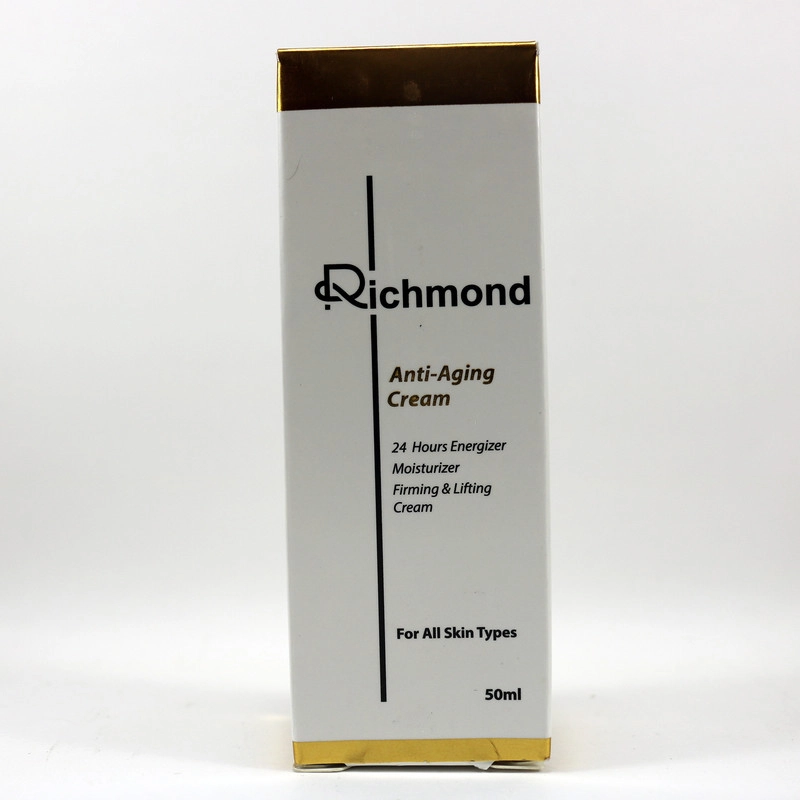 Richmond
Anti-Aging
Cream
24 Hours Energizer
Moisturizer
Firming & Lifting
Cream
For All Skin Types
50ml